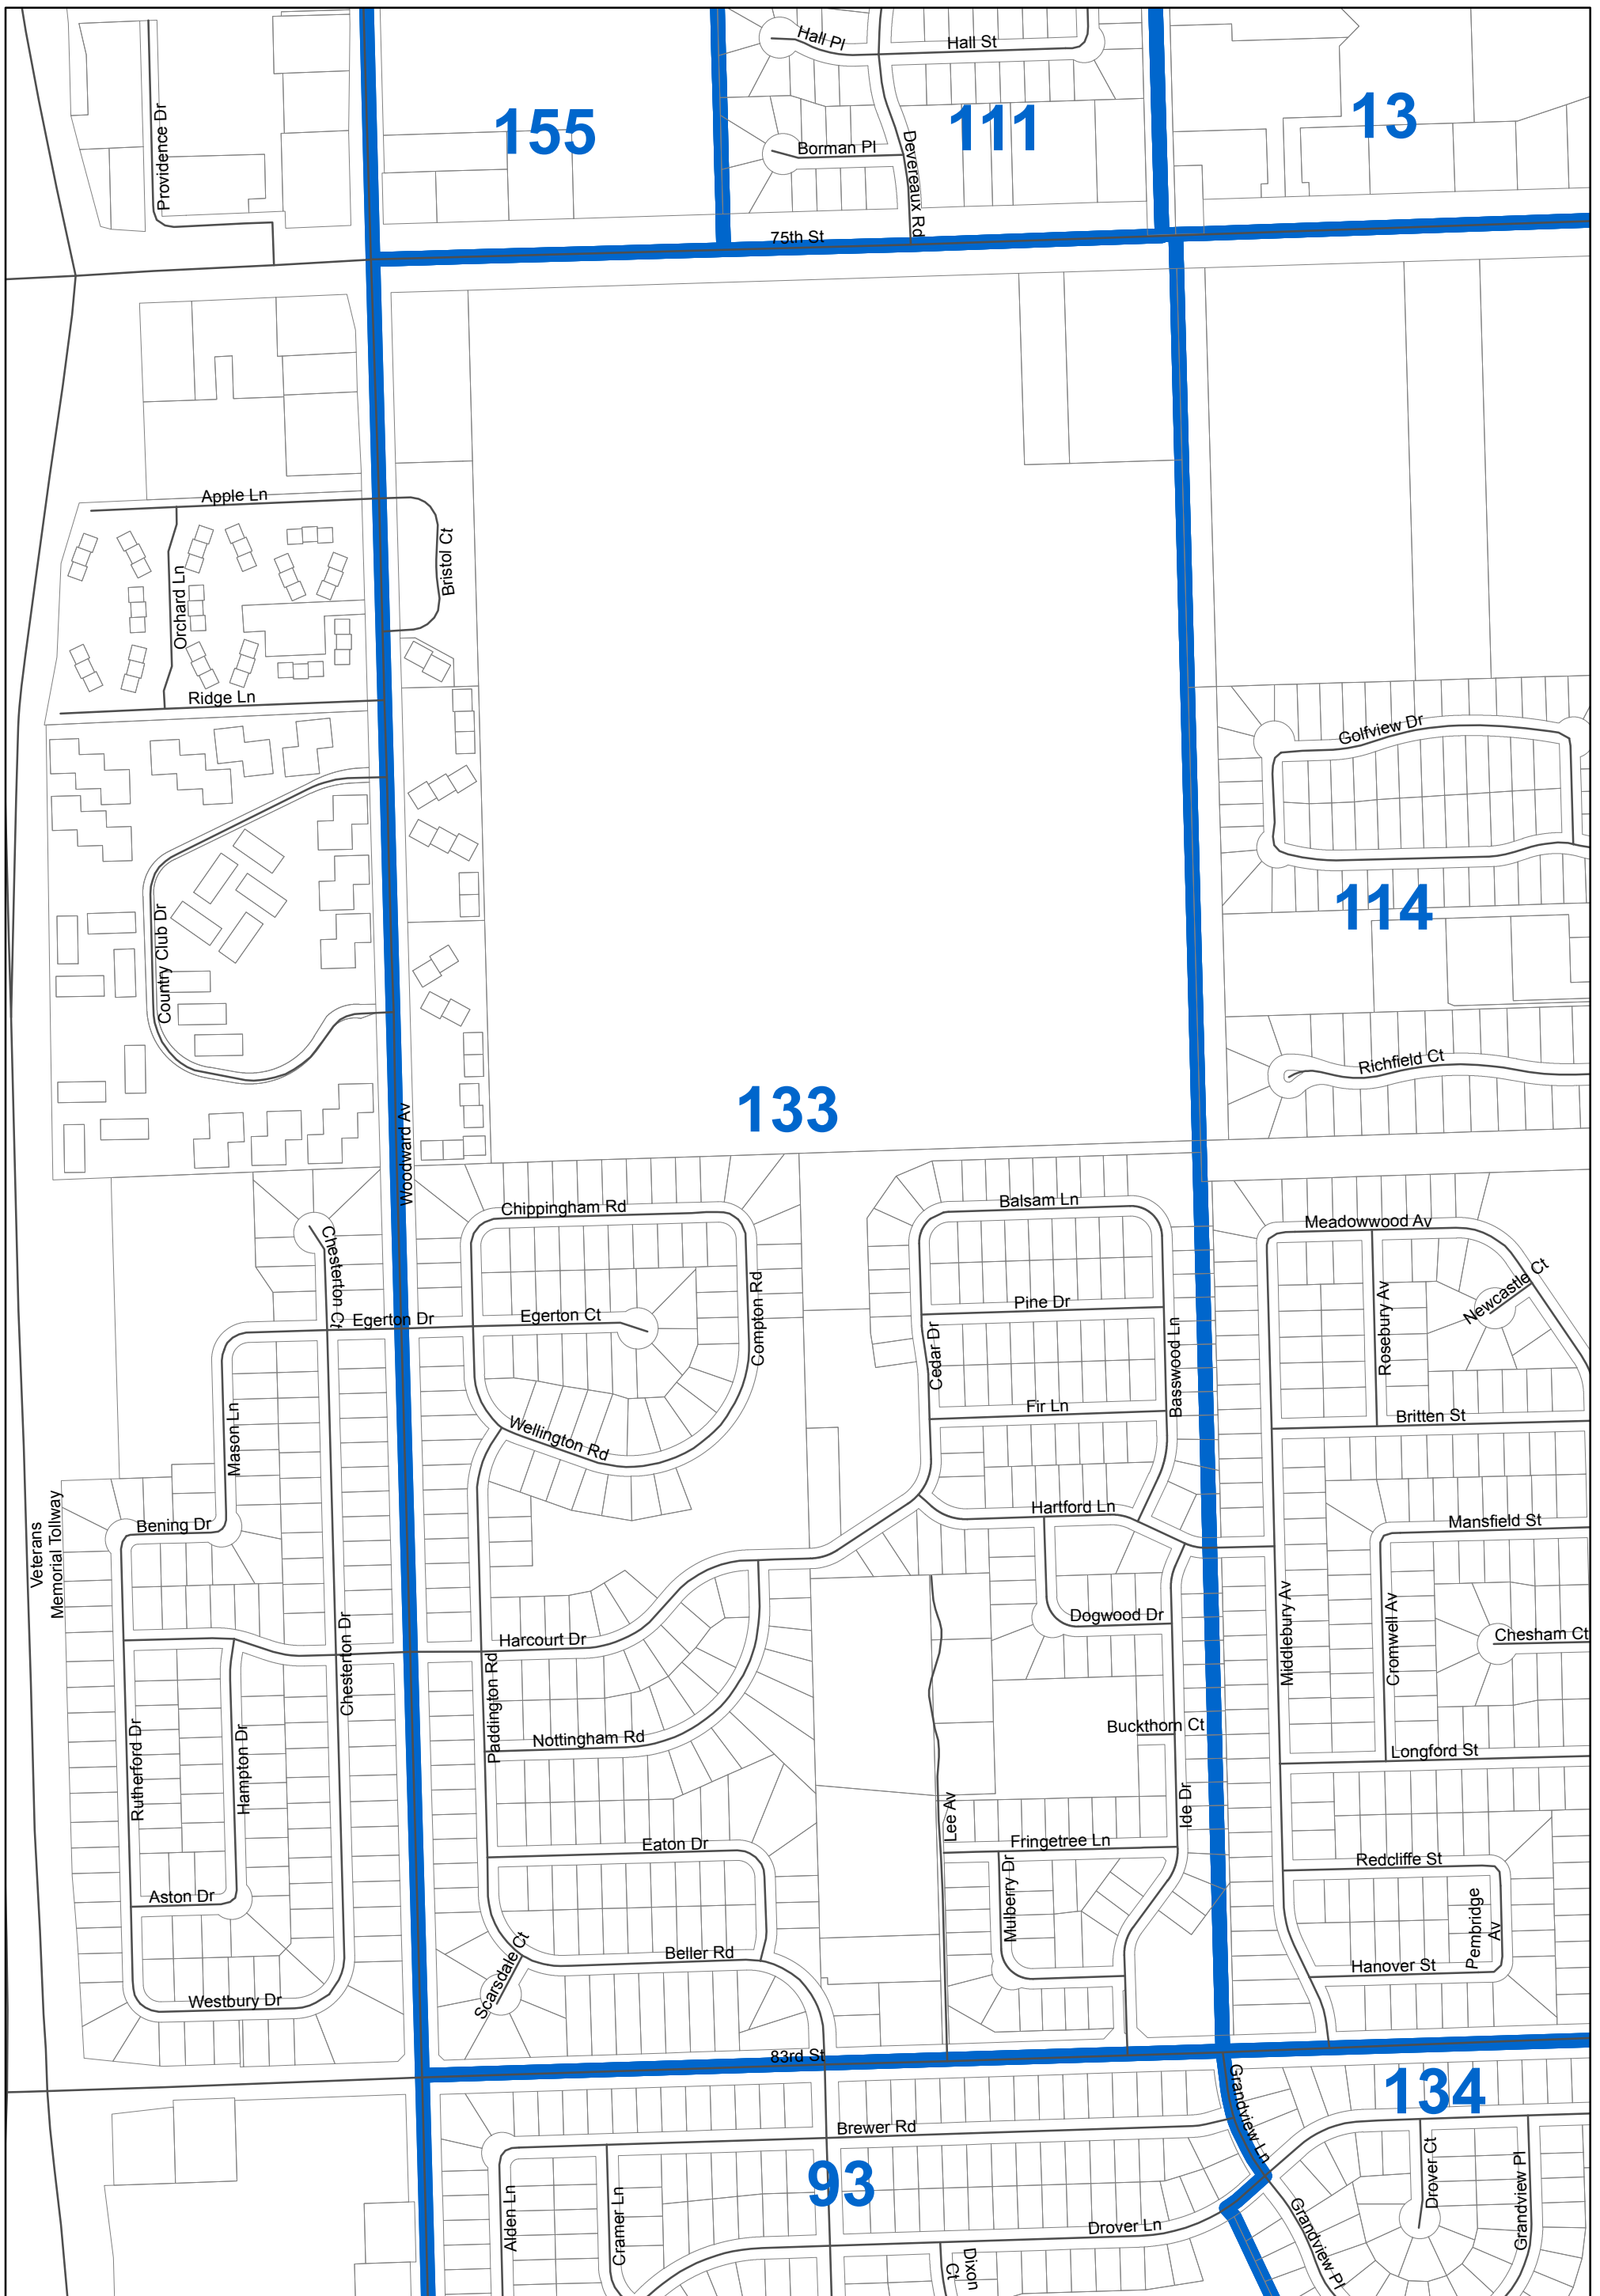 Hall Pl
Hall St
Providence Dr
155
111
13
Borman Pl
Devereaux Rd
75th St
Apple Ln
Bristol Ct
Orchard Ln
Ridge Ln
Golfview Dr
114
Country Club Dr
Richfield Ct
133
Woodward Av
Chippingham Rd
Balsam Ln
Meadowwood Av
Chesterton Ct
Newcastle Ct
Egerton Dr
Egerton Ct
Compton Rd
Pine Dr
Rosebury Av
Cedar Dr
Basswood Ln
Fir Ln
Britten St
Mason Ln
Wellington Rd
Hartford Ln
Mansfield St
Bening Dr
Veterans
Memorial Tollway
Dogwood Dr
Middlebury Av
Cromwell Av
Chesham Ct
Harcourt Dr
Chesterton Dr
Paddington Rd
Nottingham Rd
Buckthorn Ct
Longford St
Rutherford Dr
Hampton Dr
Lee Av
Ide Dr
Eaton Dr
Fringetree Ln
Redcliffe St
Aston Dr
Mulberry Dr
Pembridge
Av
Beller Rd
Scarsdale Ct
Hanover St
Westbury Dr
83rd St
134
Grandview Ln
Brewer Rd
93
Alden Ln
Cramer Ln
Drover Ln
Drover Ct
Grandview Pl
Grandview Pl
Dixon
Ct